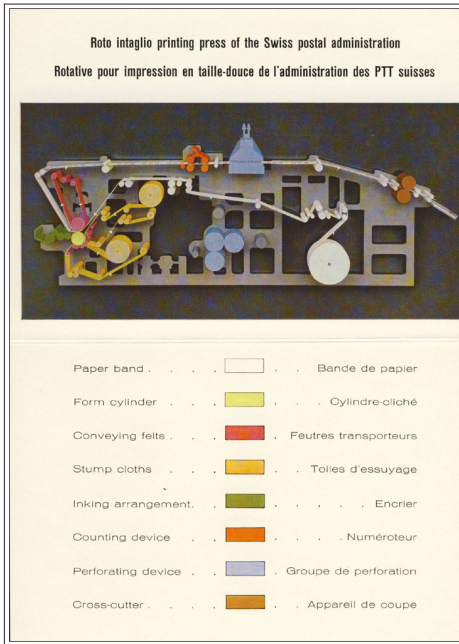 Roto intaglio printing press of the Swiss postal administration
Rotative pour impression en taille-douce de l'administration des PTT suisses
Paper band . . . . . . Bande de papier
Form cylinder . . . . . Cylindre-cliché
Conveying felts . . . . Feutres transporteurs
Stump cloths . . . . . Toiles d'essuyage
Inking arrangement. . . . . . . Encrier
Counting device . . . . . . Numéroteur
Perforating device . . . Groupe de perforation
Cross-cutter . . . . . . Appareil de coupe